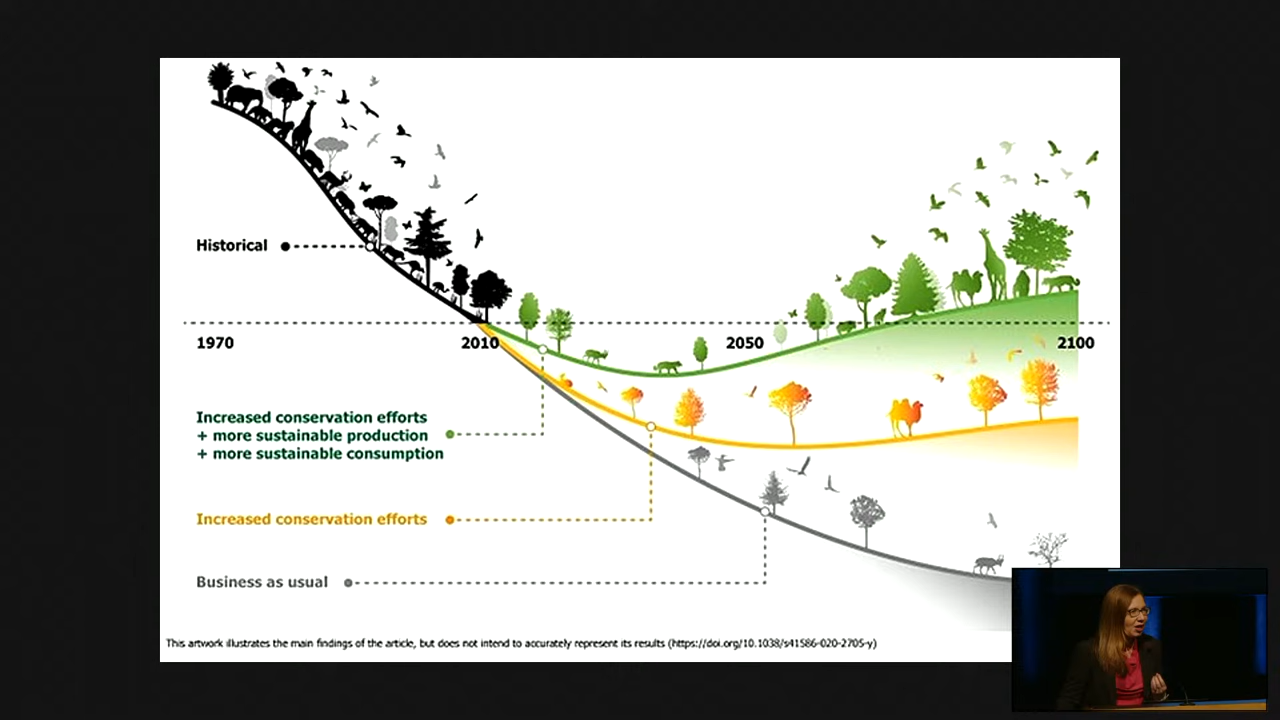 Historical
1970
2010
2050
2100
Increased conservation efforts
+ more sustainable production
+ more sustainable consumption
Increased conservation efforts
Business as usual
This artwork illustrates the main findings of the article, but does not intend to accurately represent its results (https://doi.org/10.1038/s41586-020-2705-y)